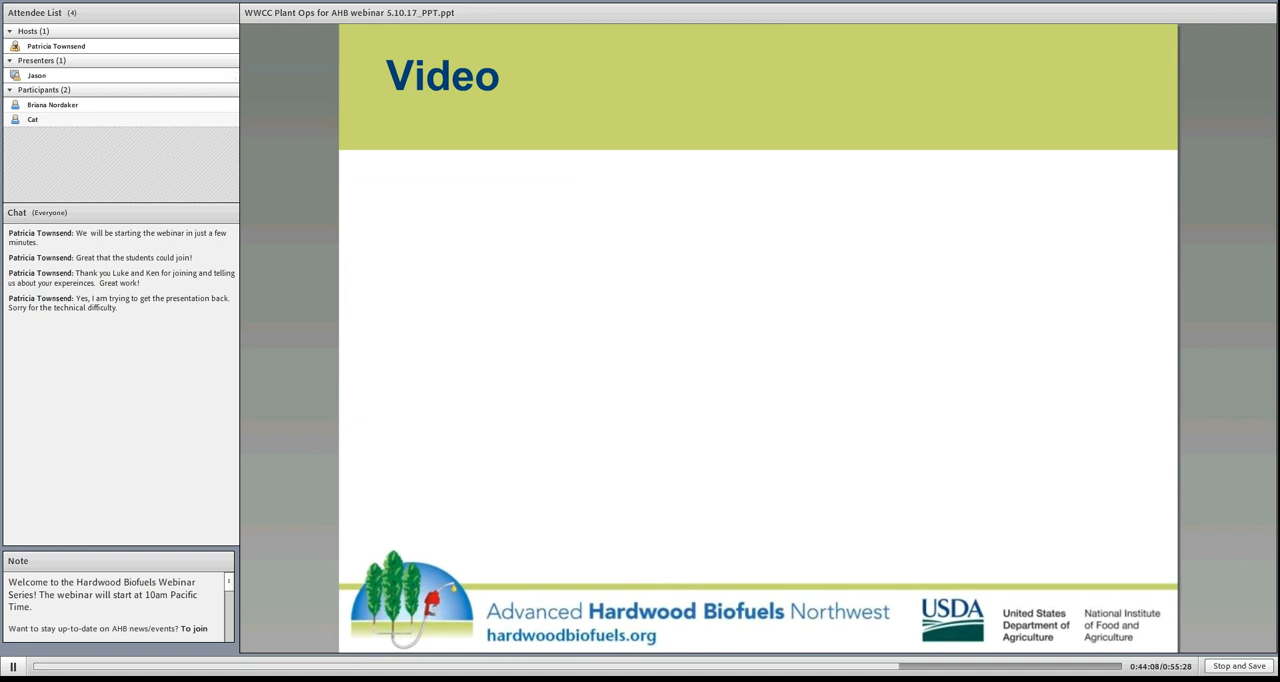 Attendee List (4)
Hosts (1)
Patricia Townsend
Presenters (1)
Jason
Participants (2)
Briana Nordaker
Cat
Chat (Everyone)
Patricia Townsend: We will be starting the webinar in just a few
minutes.
Patricia Townsend: Great that the students could join!
Patricia Townsend: Thank you Luke and Ken for joining and telling
us about your expereinces. Great work!
Patricia Townsend: Yes, I am trying to get the presentation back.
Sorry for the technical difficulty.
Note
Welcome to the Hardwood Biofuels Webinar
Series! The webinar will start at 10am Pacific
Time.
Want to stay up-to-date on AHB news/events? To join
WWCC Plant Ops for AHB webinar 5.10.17_PPT.ppt
Video
Advanced Hardwood Biofuels Northwest
hardwoodbiofuels.org
USDA
United States
Department of
Agriculture
National Institute
of Food and
Agriculture
0:44:08/0:55:28
Stop and Save